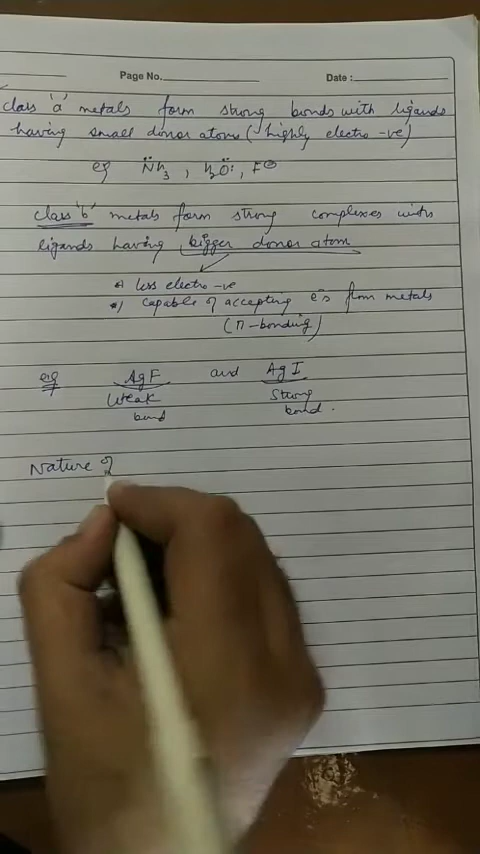 Page No.
Date :
class 'a' metals form strong bonds with ligands
having small donor atoms (-highly electro -ve)
eg N̈H3 , H2Ö:, F⊖
class 'b' metals form strong complexes with
ligands having bigger donor atom
*) less electro -ve
*) capable of accepting e⁻s from metals
(π-bonding)
eg AgF and AgI
Weak Strong
bond bond.
Nature of